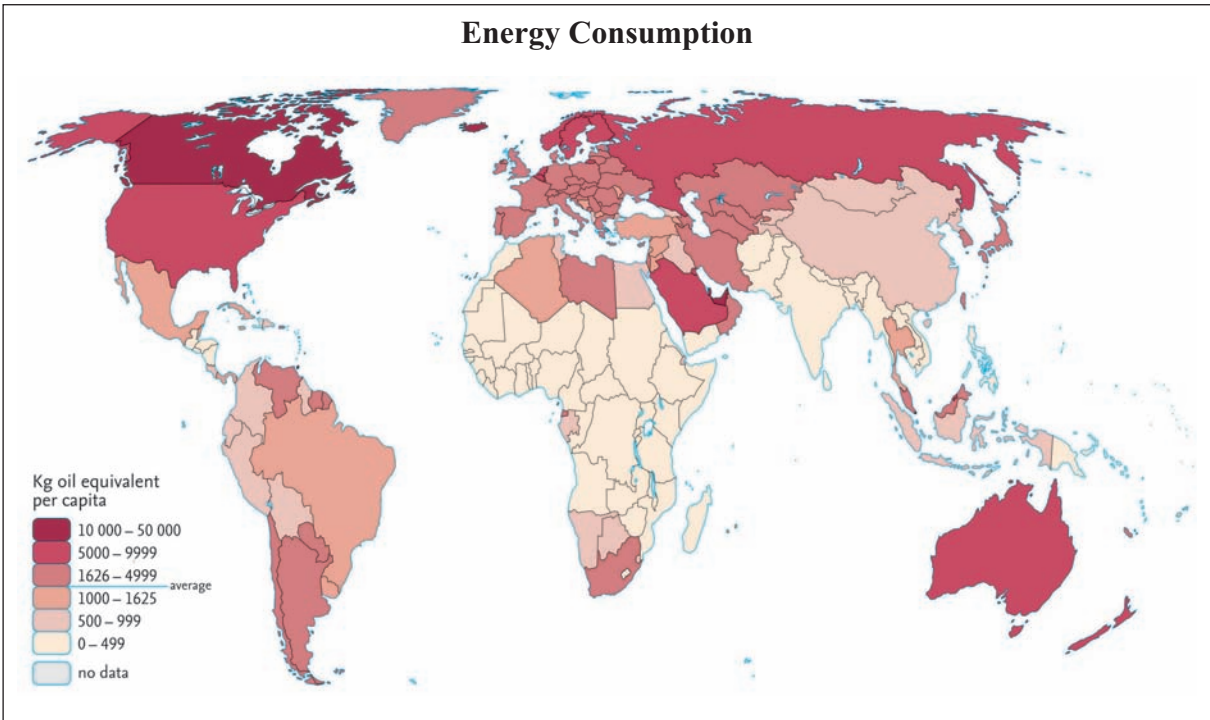 Energy Consumption
Kg oil equivalent
per capita
10 000 – 50 000
5000 – 9999
1626 – 4999
average
1000 – 1625
500 – 999
0 – 499
no data